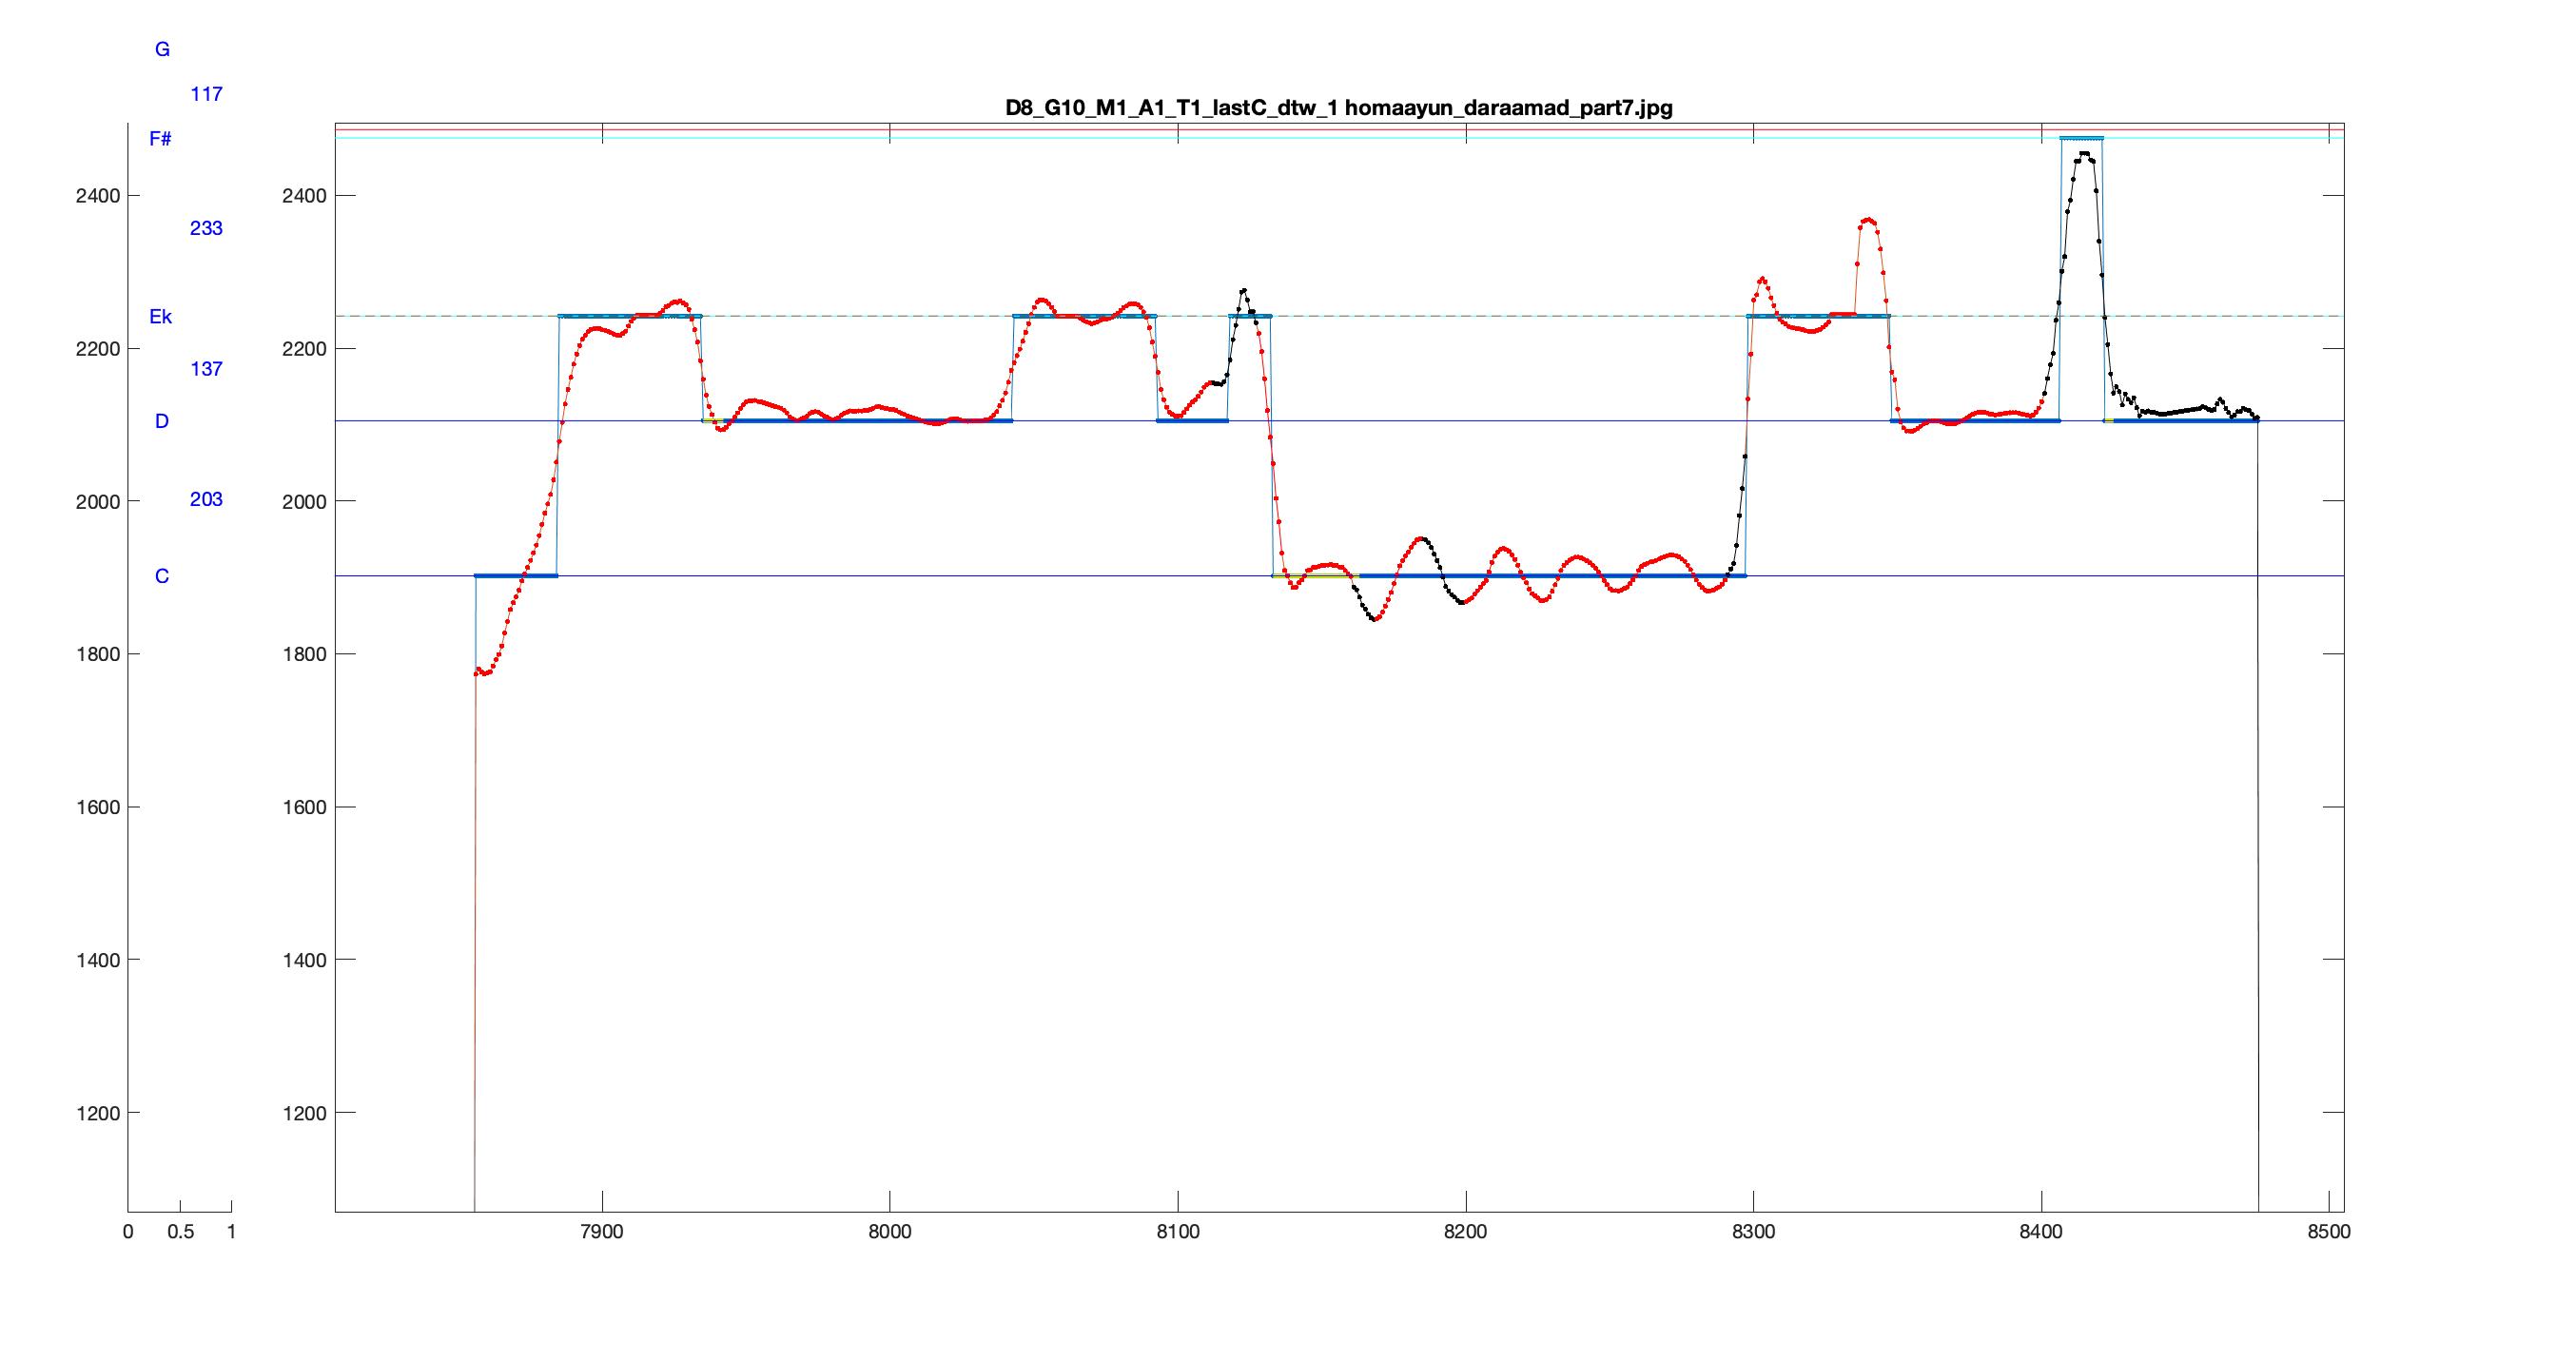 G
117
D8_G10_M1_A1_T1_lastC_dtw_1 homaayun_daraamad_part7.jpg
F#
2400 2400
233
Ek
2200 2200
137
D
2000 203 2000
C
1800 1800
1600 1600
1400 1400
1200 1200
0 0.5 1 7900 8000 8100 8200 8300 8400 8500